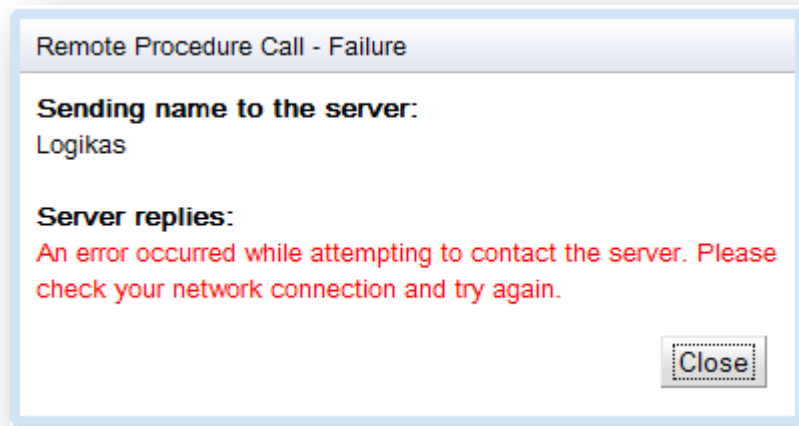 Remote Procedure Call - Failure
Sending name to the server:
Logikas
Server replies:
An error occurred while attempting to contact the server. Please
check your network connection and try again.
Close